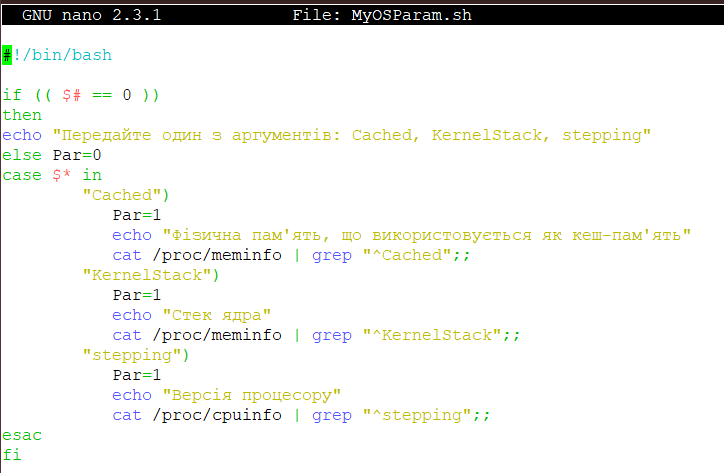 GNU nano 2.3.1 File: MyOSParam.sh
#!/bin/bash
if (( $# == 0 ))
then
echo "Передайте один з аргументів: Cached, KernelStack, stepping"
else Par=0
case $* in
"Cached")
Par=1
echo "Фізична пам'ять, що використовується як кеш-пам'ять"
cat /proc/meminfo | grep "^Cached";;
"KernelStack")
Par=1
echo "Стек ядра"
cat /proc/meminfo | grep "^KernelStack";;
"stepping")
Par=1
echo "Версія процесору"
cat /proc/cpuinfo | grep "^stepping";;
esac
fi